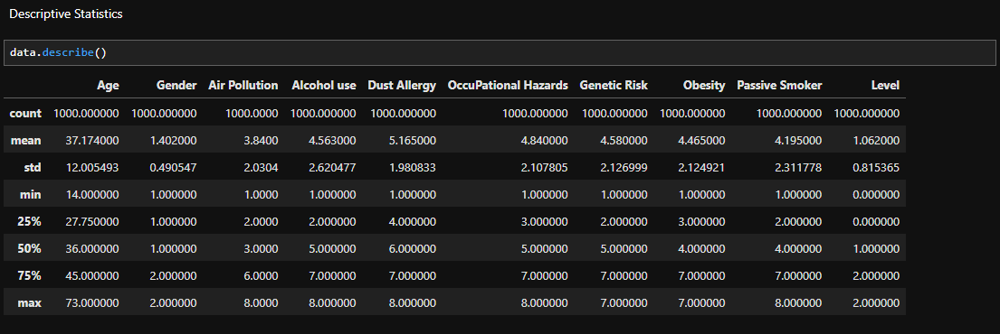 Descriptive Statistics
data.describe()
Age Gender Air Pollution Alcohol use Dust Allergy OccuPational Hazards Genetic Risk Obesity Passive Smoker Level
count 1000.000000 1000.000000 1000.0000 1000.000000 1000.000000 1000.000000 1000.000000 1000.000000 1000.000000 1000.000000
mean 37.174000 1.402000 3.8400 4.563000 5.165000 4.840000 4.580000 4.465000 4.195000 1.062000
std 12.005493 0.490547 2.0304 2.620477 1.980833 2.107805 2.126999 2.124921 2.311778 0.815365
min 14.000000 1.000000 1.0000 1.000000 1.000000 1.000000 1.000000 1.000000 1.000000 0.000000
25% 27.750000 1.000000 2.0000 2.000000 4.000000 3.000000 2.000000 3.000000 2.000000 0.000000
50% 36.000000 1.000000 3.0000 5.000000 6.000000 5.000000 5.000000 4.000000 4.000000 1.000000
75% 45.000000 2.000000 6.0000 7.000000 7.000000 7.000000 7.000000 7.000000 7.000000 2.000000
max 73.000000 2.000000 8.0000 8.000000 8.000000 8.000000 7.000000 7.000000 8.000000 2.000000